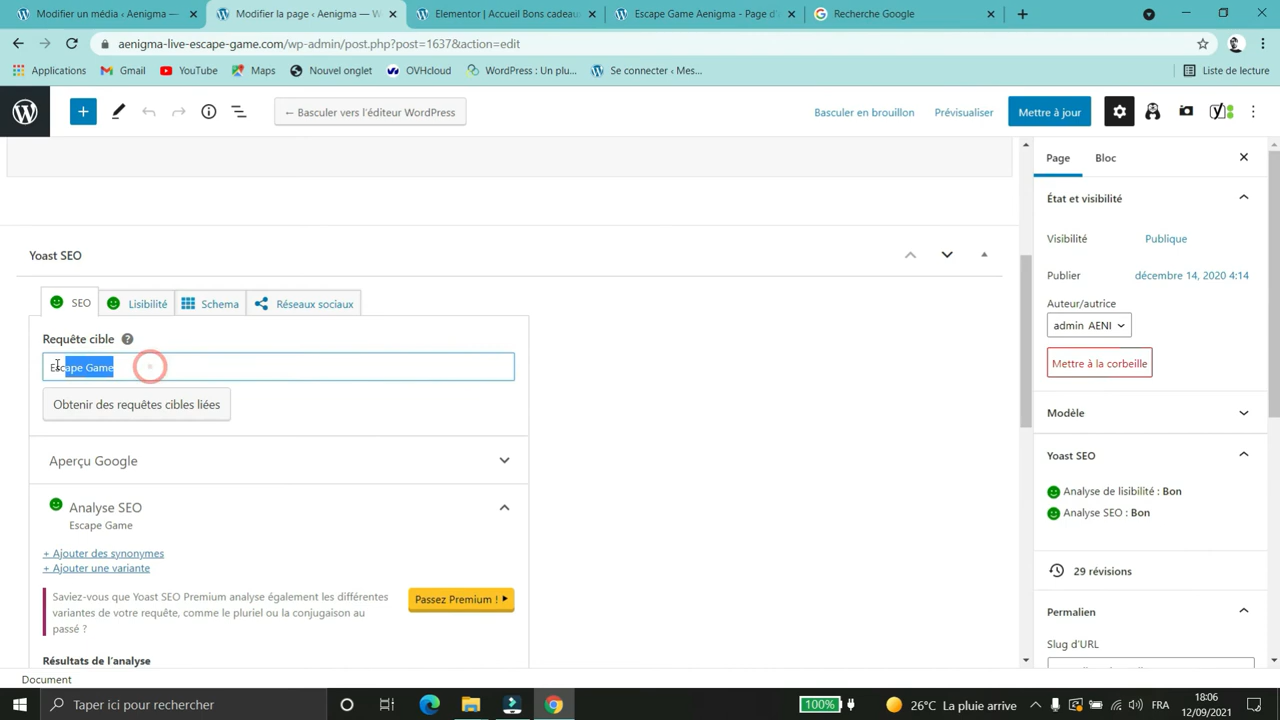 Modifier un média ‹ Aenigma —
Modifier la page ‹ Aenigma — W
Elementor | Accueil Bons cadeau
Escape Game Aenigma - Page d'
Recherche Google
aenigma-live-escape-game.com/wp-admin/post.php?post=1637&action=edit
Applications
Gmail
YouTube
Maps
Nouvel onglet
OVHcloud
WordPress : Un plu...
Se connecter ‹ Mes...
Liste de lecture
← Basculer vers l'éditeur WordPress
Basculer en brouillon
Prévisualiser
Mettre à jour
Page
Bloc
État et visibilité
Visibilité
Publique
Publier
décembre 14, 2020 4:14
Auteur/autrice
admin AENI
Mettre à la corbeille
Modèle
Yoast SEO
Analyse de lisibilité : Bon
Analyse SEO : Bon
29 révisions
Permalien
Slug d'URL
Yoast SEO
SEO
Lisibilité
Schema
Réseaux sociaux
Requête cible
Escape Game
Obtenir des requêtes cibles liées
Aperçu Google
Analyse SEO
Escape Game
+ Ajouter des synonymes
+ Ajouter une variante
Saviez-vous que Yoast SEO Premium analyse également les différentes
variantes de votre requête, comme le pluriel ou la conjugaison au
passé ?
Passez Premium !
Résultats de l'analyse
Document
Taper ici pour rechercher
100%
26°C La pluie arrive
FRA
18:06
12/09/2021